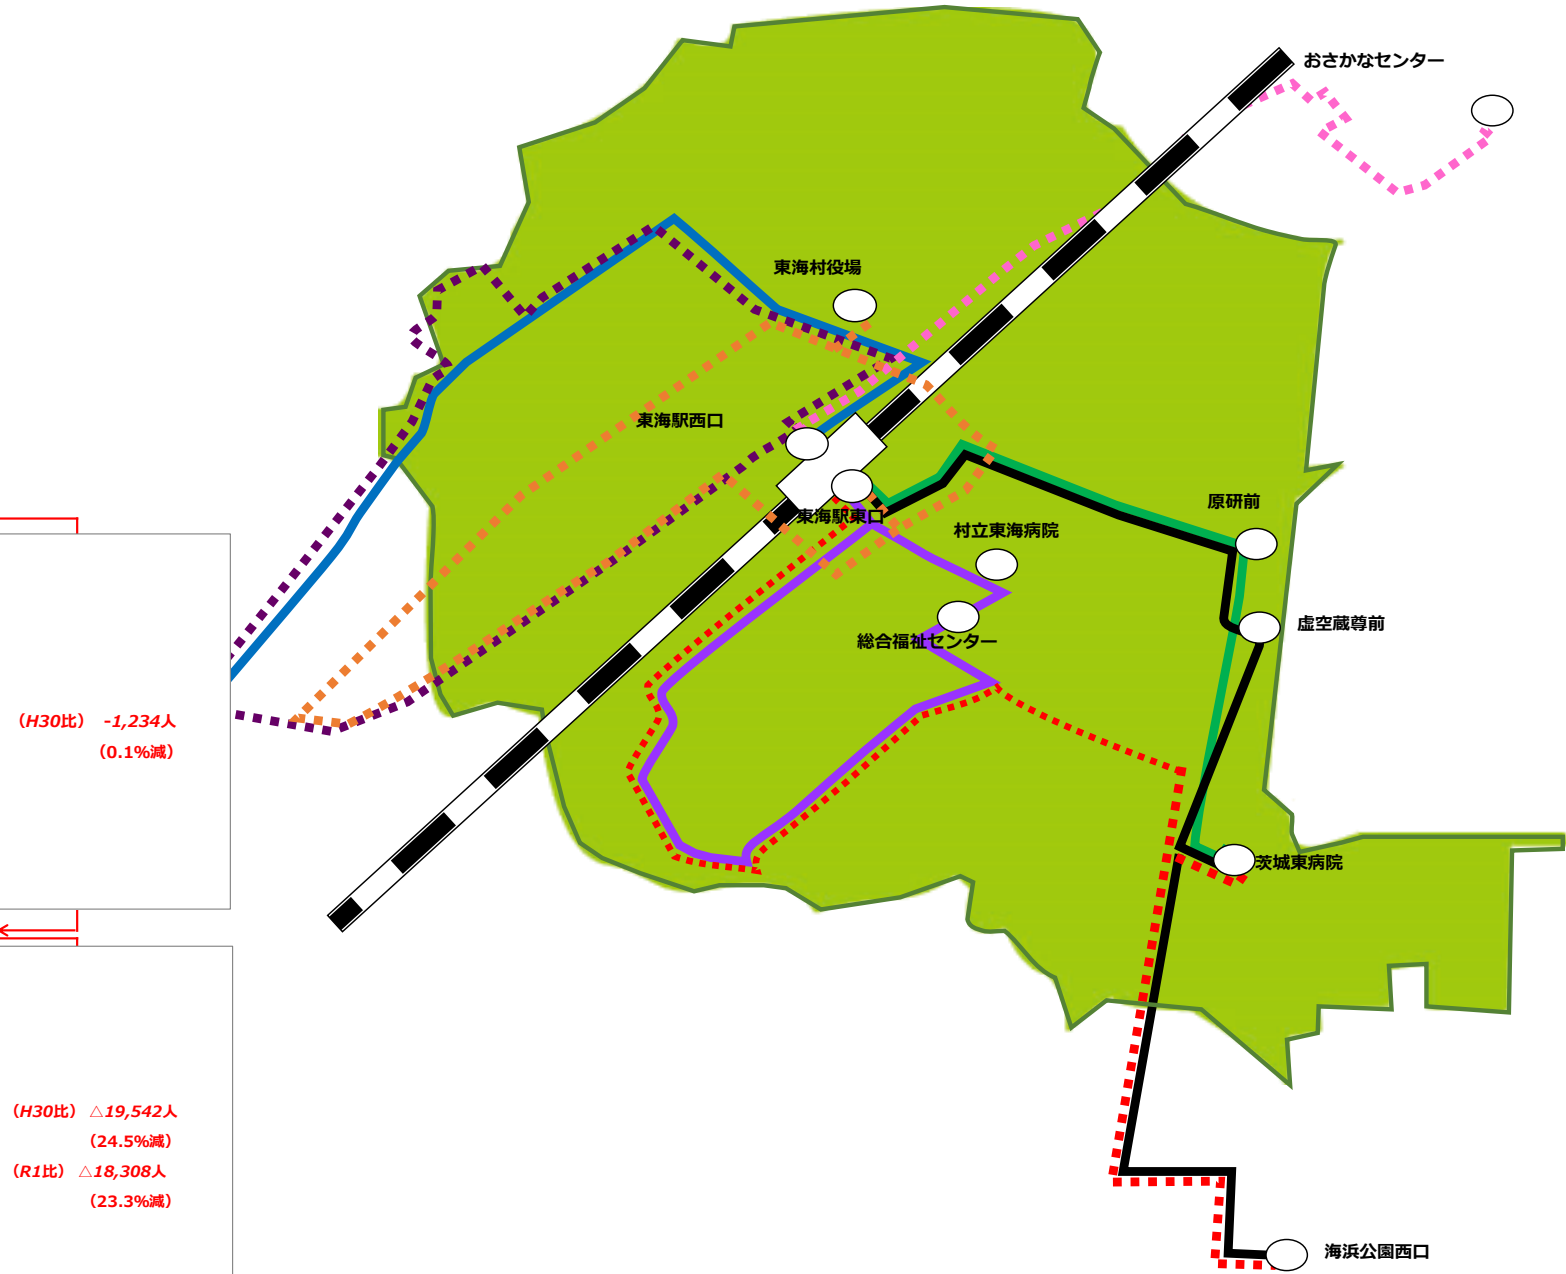 おさかなセンター
東海村役場
東海駅西口
東海駅東口
原研前
村立東海病院
虚空蔵尊前
総合福祉センター
(H30比) -1,234人
(0.1%減)
茨城東病院
(H30比) △19,542人
(24.5%減)
(R1比) △18,308人
(23.3%減)
海浜公園西口